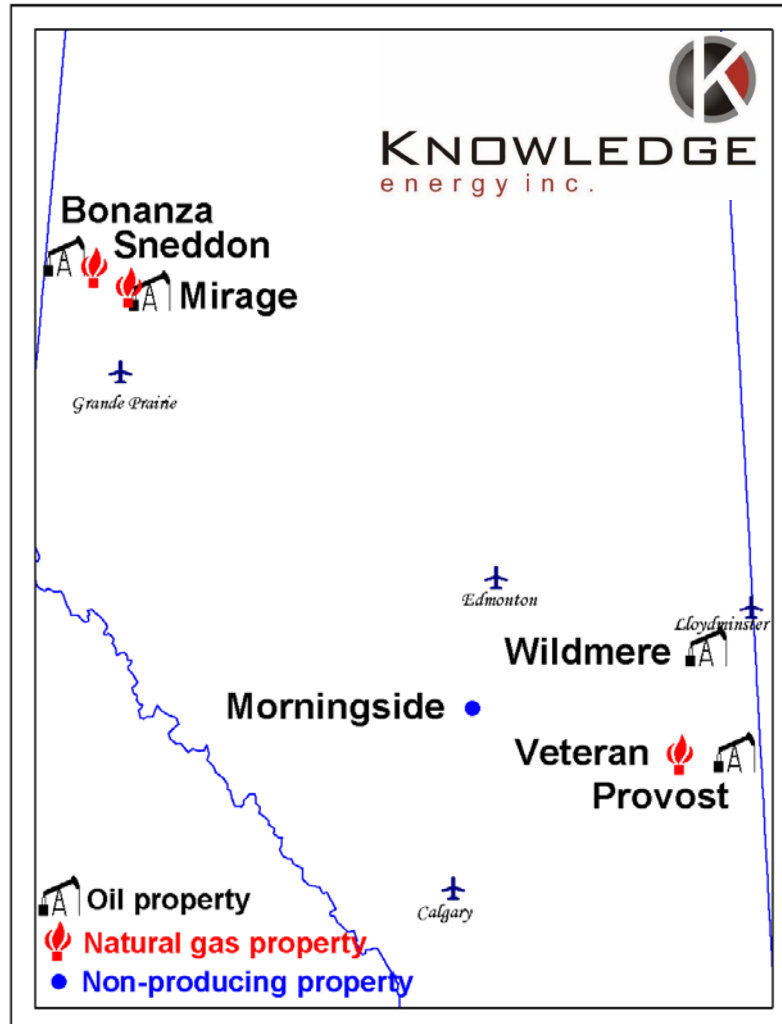 K
KNOWLEDGE
energy inc.
Bonanza
Sneddon
Mirage
Grande Prairie
Edmonton
Lloydminster
Wildmere
Morningside
Veteran
Provost
Calgary
Oil property
Natural gas property
Non-producing property